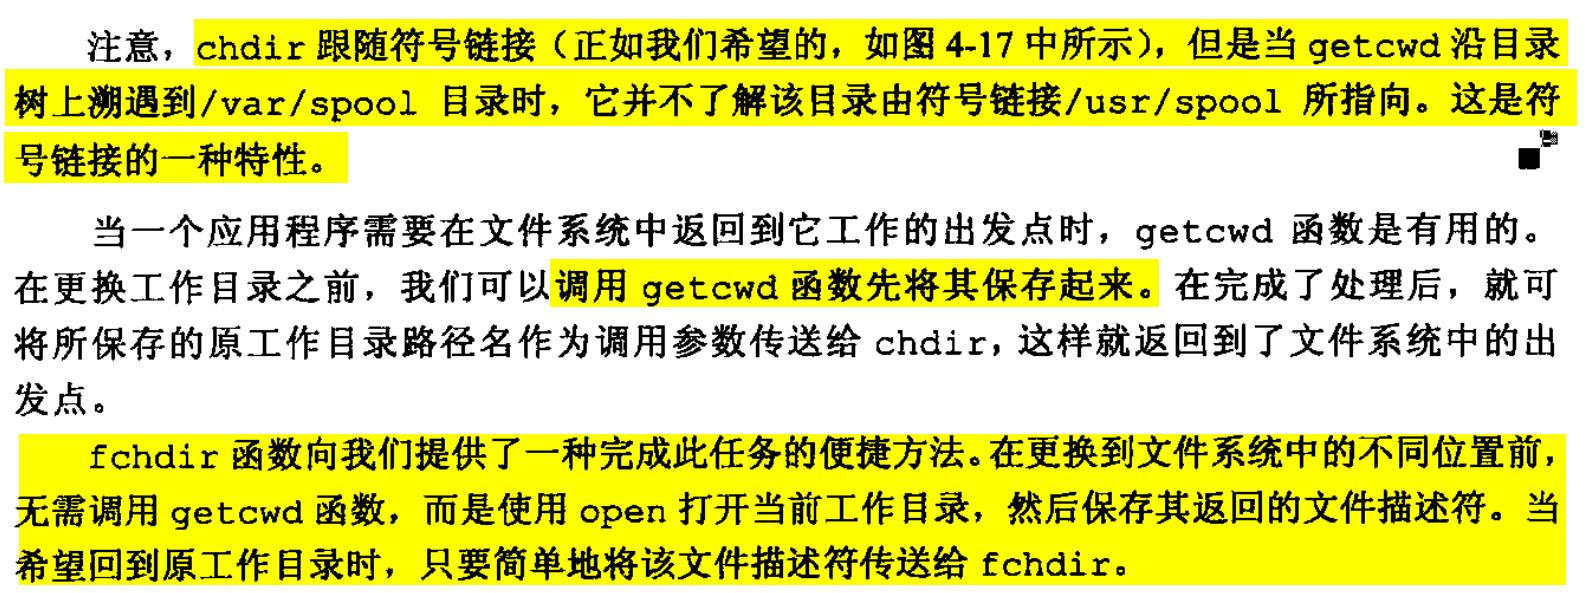 注意，chdir 跟随符号链接（正如我们希望的，如图 4-17 中所示），但是当 getcwd 沿目录
树上溯遇到/var/spool 目录时，它并不了解该目录由符号链接/usr/spool 所指向。这是符
号链接的一种特性。
当一个应用程序需要在文件系统中返回到它工作的出发点时，getcwd 函数是有用的。
在更换工作目录之前，我们可以调用 getcwd 函数先将其保存起来。在完成了处理后，就可
将所保存的原工作目录路径名作为调用参数传送给 chdir，这样就返回到了文件系统中的出
发点。
fchdir 函数向我们提供了一种完成此任务的便捷方法。在更换到文件系统中的不同位置前，
无需调用 getcwd 函数，而是使用 open 打开当前工作目录，然后保存其返回的文件描述符。当
希望回到原工作目录时，只要简单地将该文件描述符传送给 fchdir。